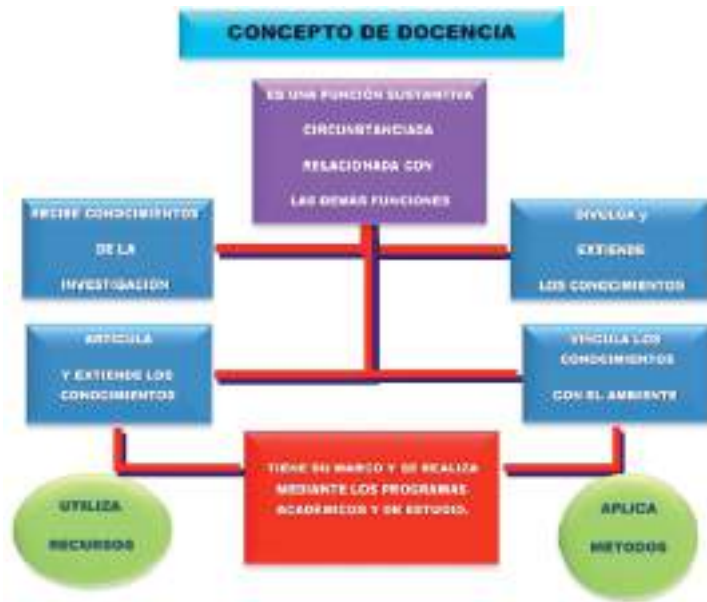 CONCEPTO DE DOCENCIA
ES UNA FUNCIÓN SUSTANTIVA
CIRCUNSTANCIADA
RELACIONADA CON
LAS DEMÁS FUNCIONES
RECIBE CONOCIMIENTOS
DE LA
INVESTIGACIÓN
DIVULGA y
EXTIENDE
LOS CONOCIMIENTOS
ARTICULA
Y EXTIENDE LOS
CONOCIMIENTOS
VINCULA LOS
CONOCIMIENTOS
CON EL AMBIENTE
TIENE SU MARCO Y SE REALIZA
MEDIANTE LOS PROGRAMAS
ACADÉMICOS Y DE ESTUDIO.
UTILIZA
RECURSOS
APLICA
METODOS